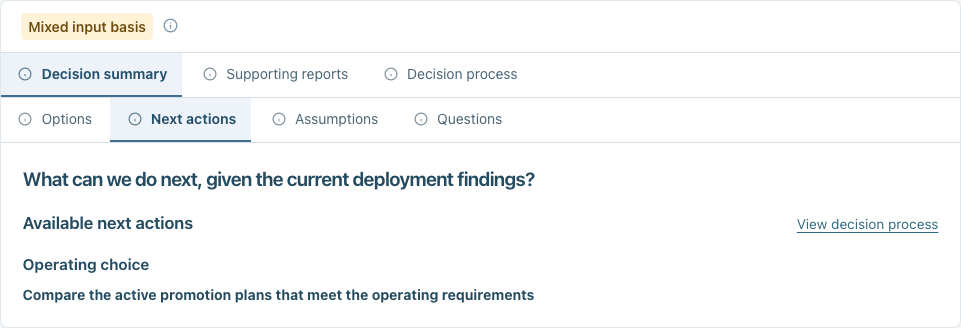 Mixed input basis
Decision summary
Supporting reports
Decision process
Options
Next actions
Assumptions
Questions
What can we do next, given the current deployment findings?
Available next actions
View decision process
Operating choice
Compare the active promotion plans that meet the operating requirements